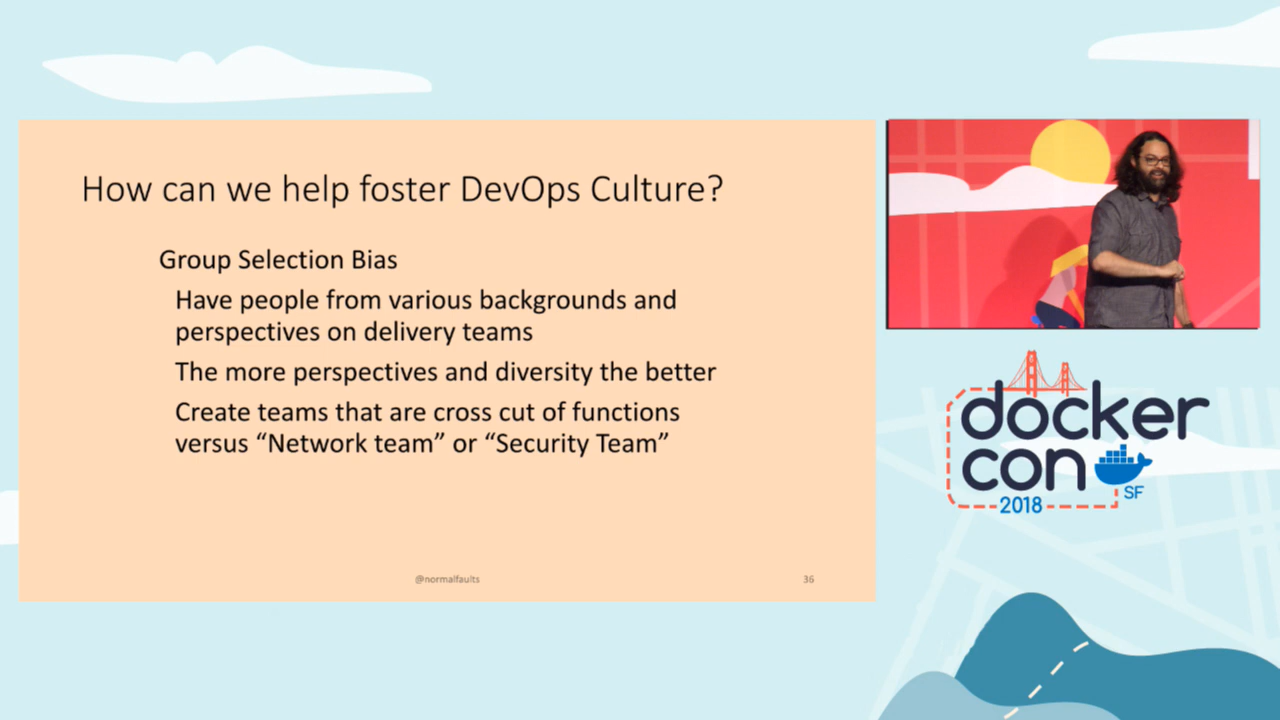 How can we help foster DevOps Culture?
Group Selection Bias
Have people from various backgrounds and
perspectives on delivery teams
The more perspectives and diversity the better
Create teams that are cross cut of functions
versus “Network team” or “Security Team”
@normalfaults
36
docker
con
SF
2018